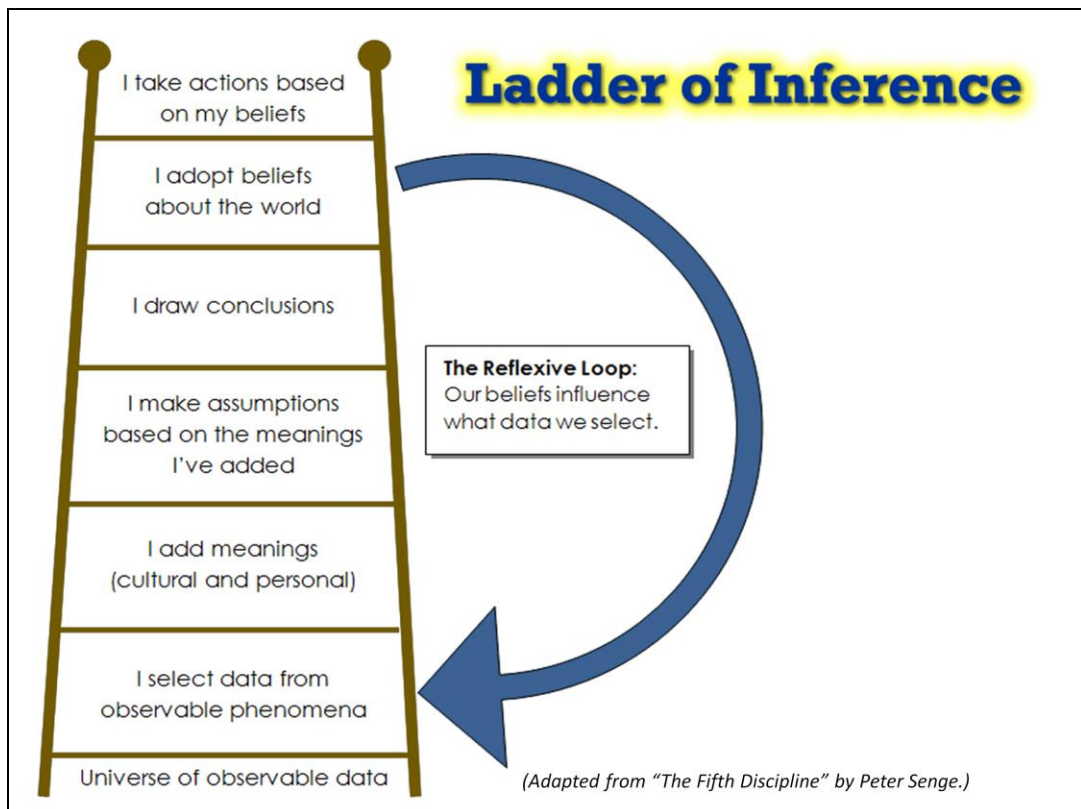 Ladder of Inference
I take actions based
on my beliefs
I adopt beliefs
about the world
I draw conclusions
The Reflexive Loop:
Our beliefs influence
what data we select.
I make assumptions
based on the meanings
I've added
I add meanings
(cultural and personal)
I select data from
observable phenomena
Universe of observable data
(Adapted from “The Fifth Discipline” by Peter Senge.)